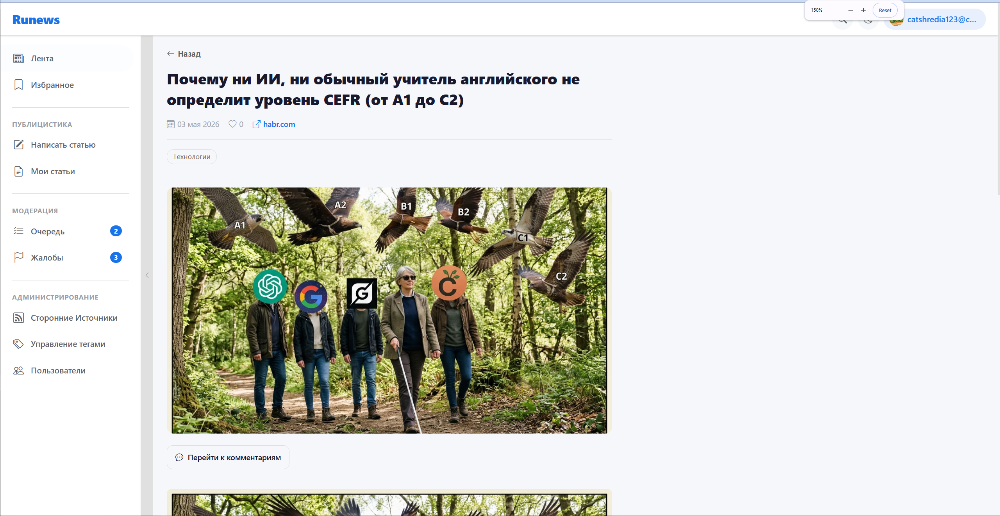 150%
Reset
Runews
catshredia123@c...
Лента
Избранное
ПУБЛИЦИСТИКА
Написать статью
Мои статьи
МОДЕРАЦИЯ
Очередь 2
Жалобы 3
АДМИНИСТРИРОВАНИЕ
Сторонние Источники
Управление тегами
Пользователи
Назад
Почему ни ИИ, ни обычный учитель английского не
определит уровень CEFR (от A1 до C2)
03 мая 2026 0 habr.com
Технологии
A1
A2
B1
B2
C1
C2
G
G
C
Перейти к комментариям